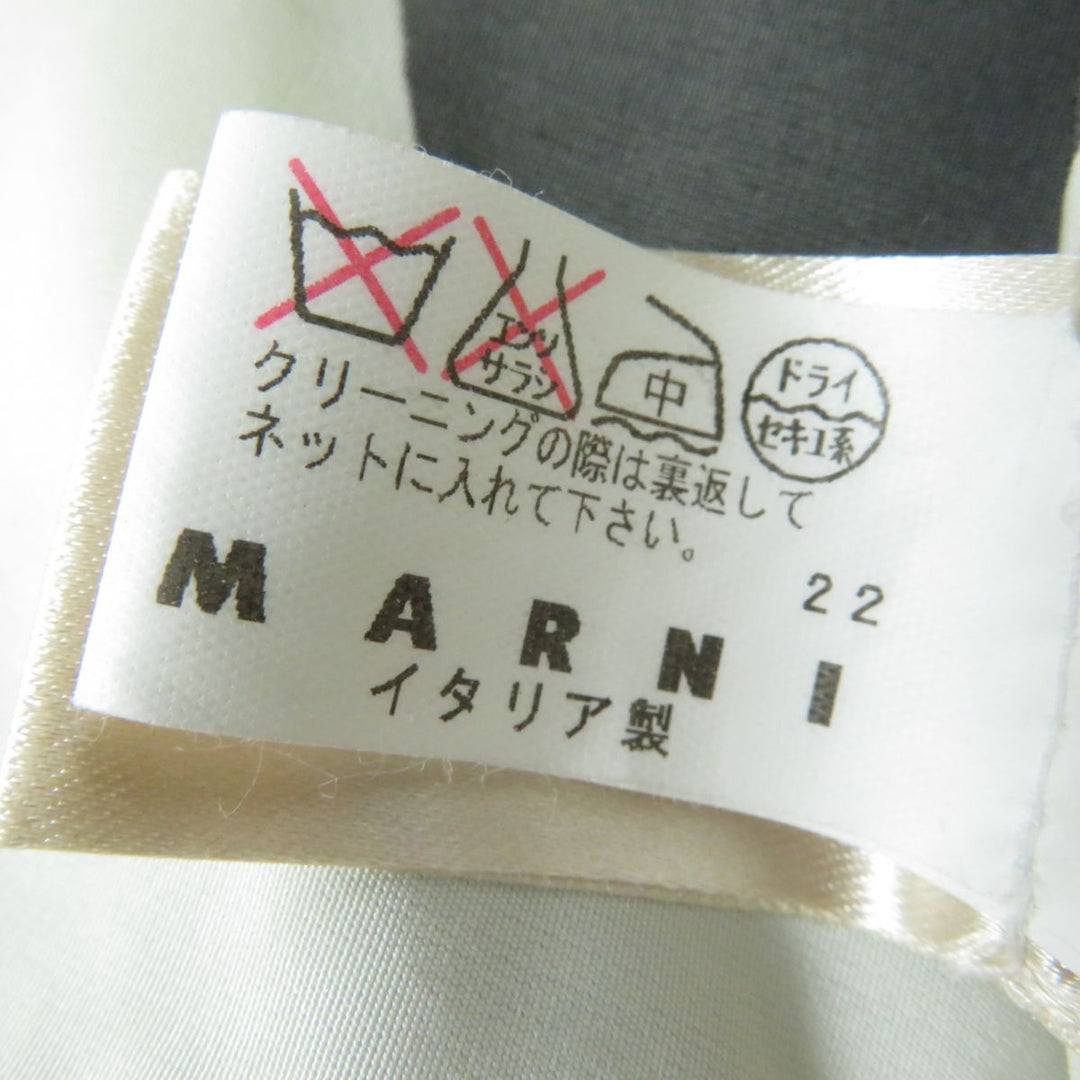 エンソ
サラシ
中
ドライ
セキユ系
クリーニングの際は裏返して
ネットに入れて下さい。
22
MARNI
イタリア製